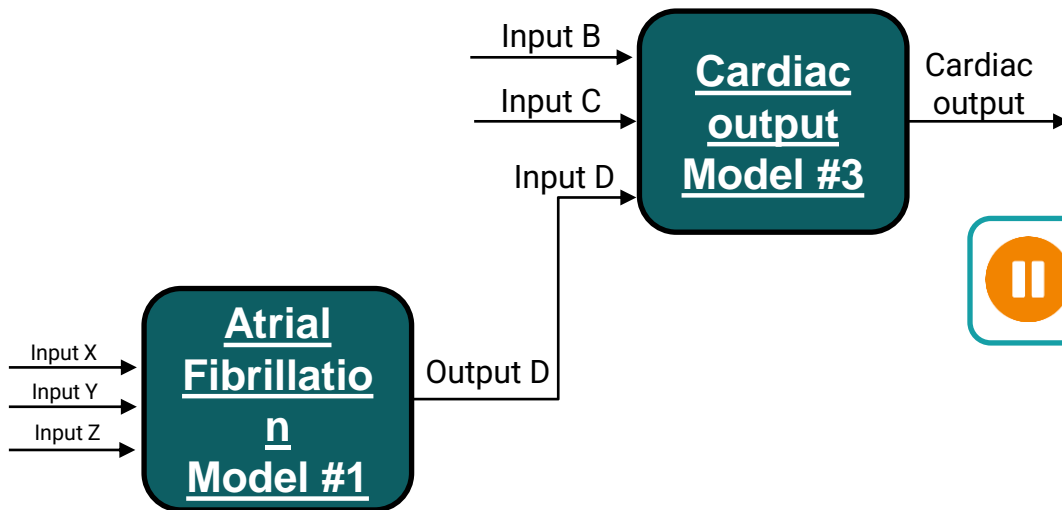 Input B
Input C
Input D
Cardiac
output
Model #3
Cardiac
output
Input X
Input Y
Input Z
Atrial
Fibrillatio
n
Model #1
Output D